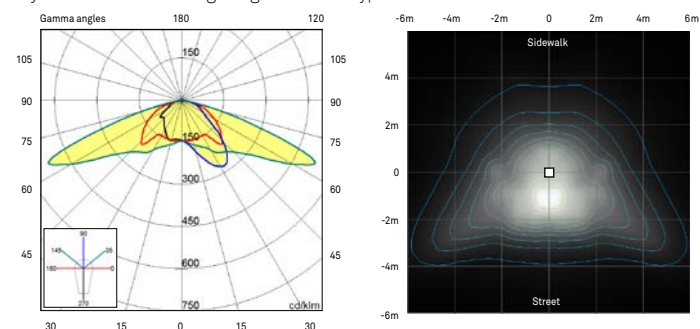 Gamma angles 180 120
105 105
90 90
75 75
60 60
45 45
30 15 0 15 30
150
150
300
450
600
750
cd/klm
90
145 35
180 0
270
-6m -4m -2m 0 2m 4m 6m
Sidewalk
4m
2m
0
-2m
-4m
-6m
Street